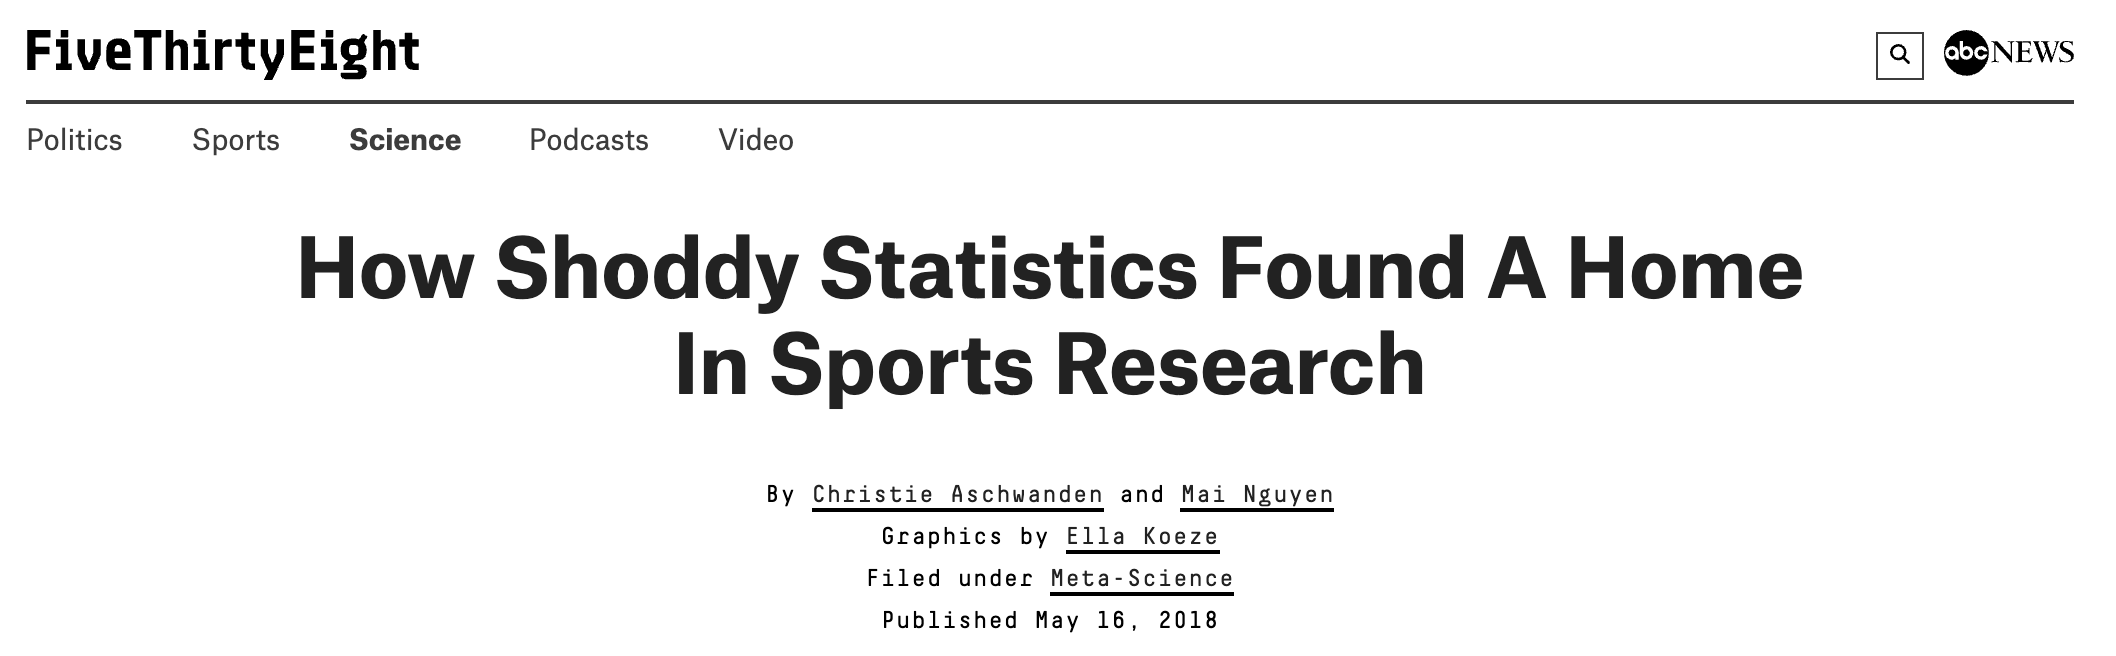 FiveThirtyEight
abc NEWS
Politics Sports Science Podcasts Video
How Shoddy Statistics Found A Home
In Sports Research
By Christie Aschwanden and Mai Nguyen
Graphics by Ella Koeze
Filed under Meta-Science
Published May 16, 2018